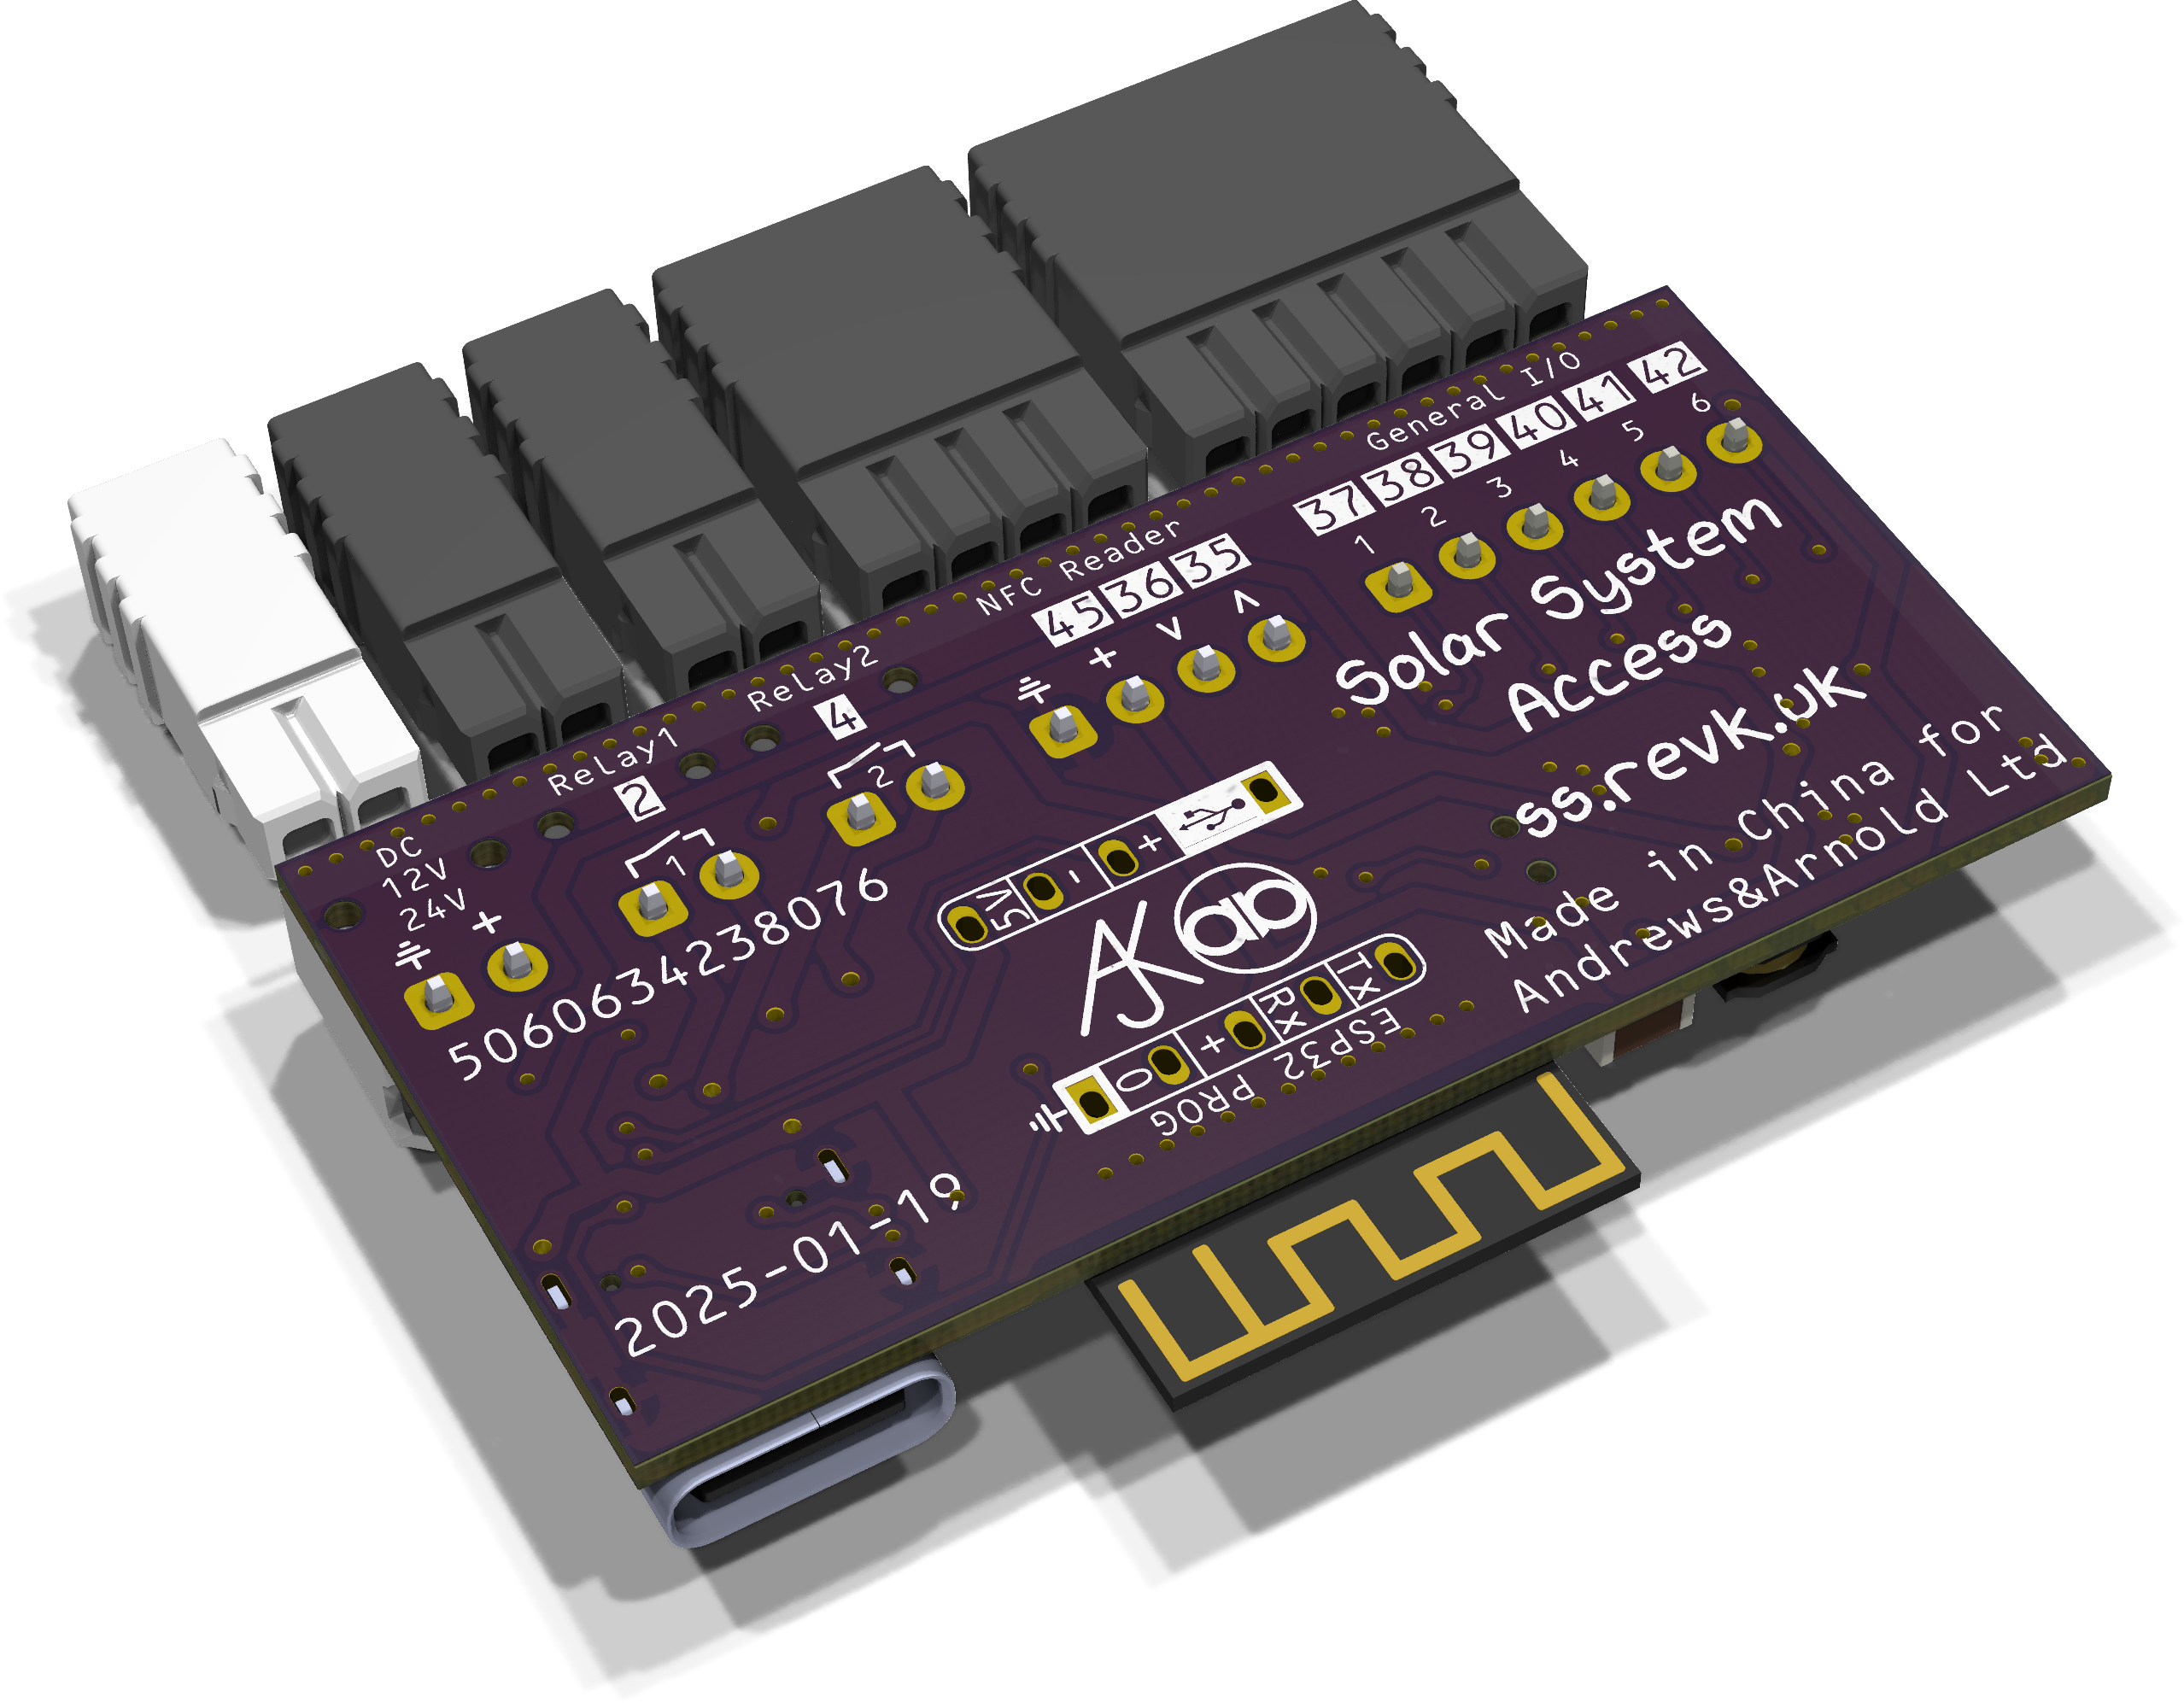 DC
12V
24V
+
Relay1
2
1
Relay2
4
2
NFC Reader
45 36 35
+ V Λ
General I/O
37 38 39 40 41 42
1 2 3 4 5 6
Solar System
Access
ss.revk.uk
Made in China for
Andrews&Arnold Ltd
5060634238076
5V - +
AJK aa
0 + RX TX
ESP32 PROG
2025-01-19